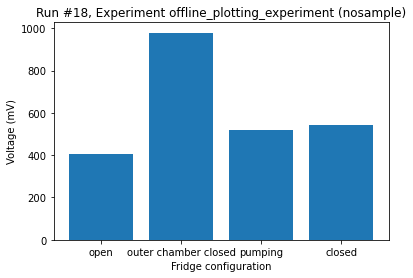 Run #18, Experiment offline_plotting_experiment (nosample)
Voltage (mV)
1000
800
600
400
200
0
open outer chamber closed pumping closed
Fridge configuration